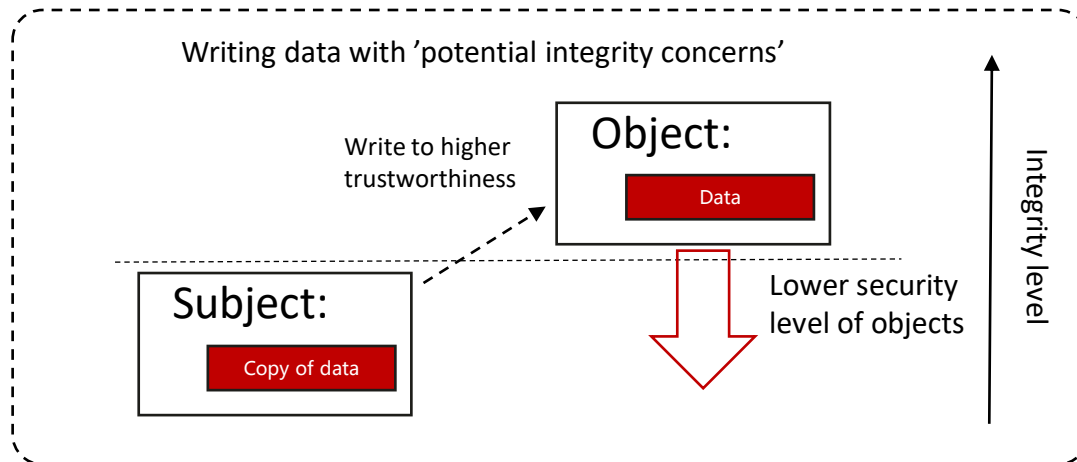 Writing data with ’potential integrity concerns’
Object:
Write to higher
trustworthiness
Data
Integrity level
Subject:
Lower security
level of objects
Copy of data